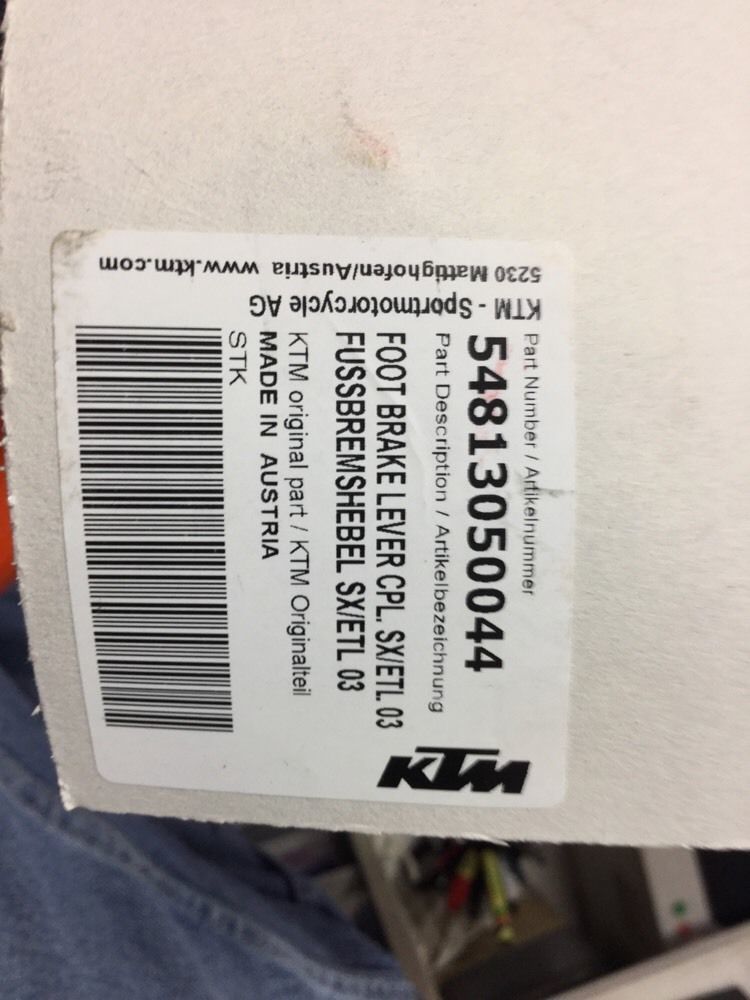 Part Number / Artikelnummer
54813050044
Part Description / Artikelbezeichnung
FOOT BRAKE LEVER CPL. SX/ETL. 03
FUSSBREMSHEBEL SX/ETL 03
KTM original part / KTM Originalteil
MADE IN AUSTRIA
STK
KTM
KTM - Sportmotorcycle AG
5230 Mattighofen/Austria www.ktm.com